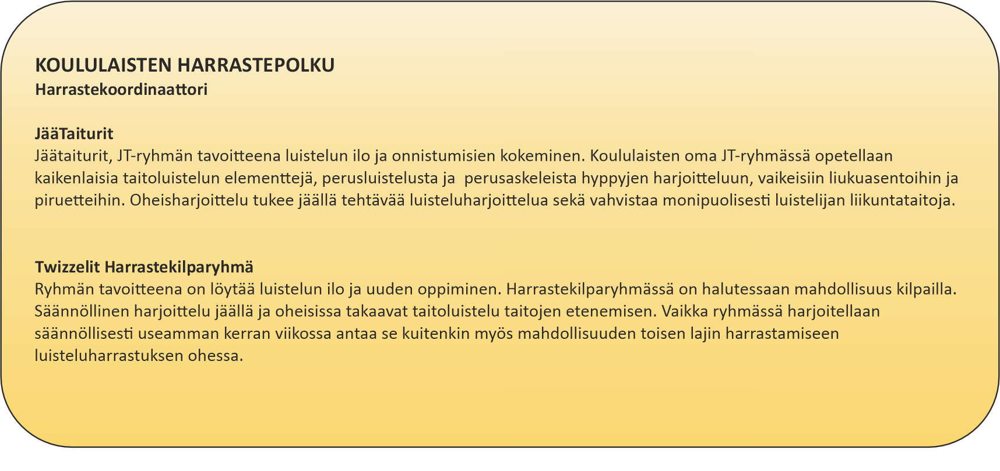 KOULULAISTEN HARRASTEPOLKU
Harrastekoordinaattori
JääTaiturit
Jäätaiturit, JT-ryhmän tavoitteena luistelun ilo ja onnistumisien kokeminen. Koululaisten oma JT-ryhmässä opetellaan
kaikenlaisia taitoluistelun elementtejä, perusluistelusta ja  perusaskeleista hyppyjen harjoitteluun, vaikeisiin liukuasentoihin ja
piruetteihin. Oheisharjoittelu tukee jäällä tehtävää luisteluharjoittelua sekä vahvistaa monipuolisesti luistelijan liikuntataitoja.
Twizzelit Harrastekilparyhmä
Ryhmän tavoitteena on löytää luistelun ilo ja uuden oppiminen. Harrastekilparyhmässä on halutessaan mahdollisuus kilpailla.
Säännöllinen harjoittelu jäällä ja oheisissa takaavat taitoluistelu taitojen etenemisen. Vaikka ryhmässä harjoitellaan
säännöllisesti useamman kerran viikossa antaa se kuitenkin myös mahdollisuuden toisen lajin harrastamiseen
luisteluharrastuksen ohessa.